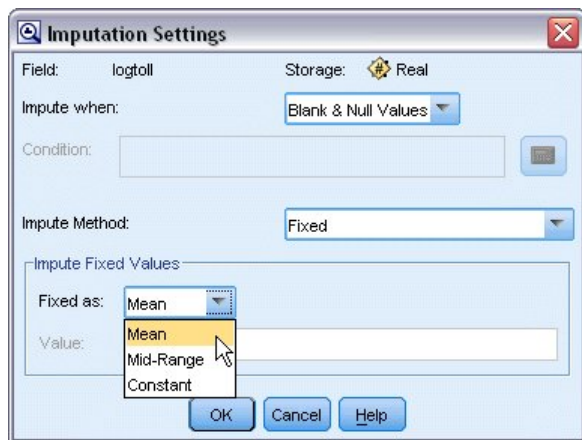 Imputation Settings
Field: logtoll Storage: Real
Impute when: Blank & Null Values
Condition:
Impute Method: Fixed
Impute Fixed Values
Fixed as: Mean
Value:
Mean
Mid-Range
Constant
OK Cancel Help